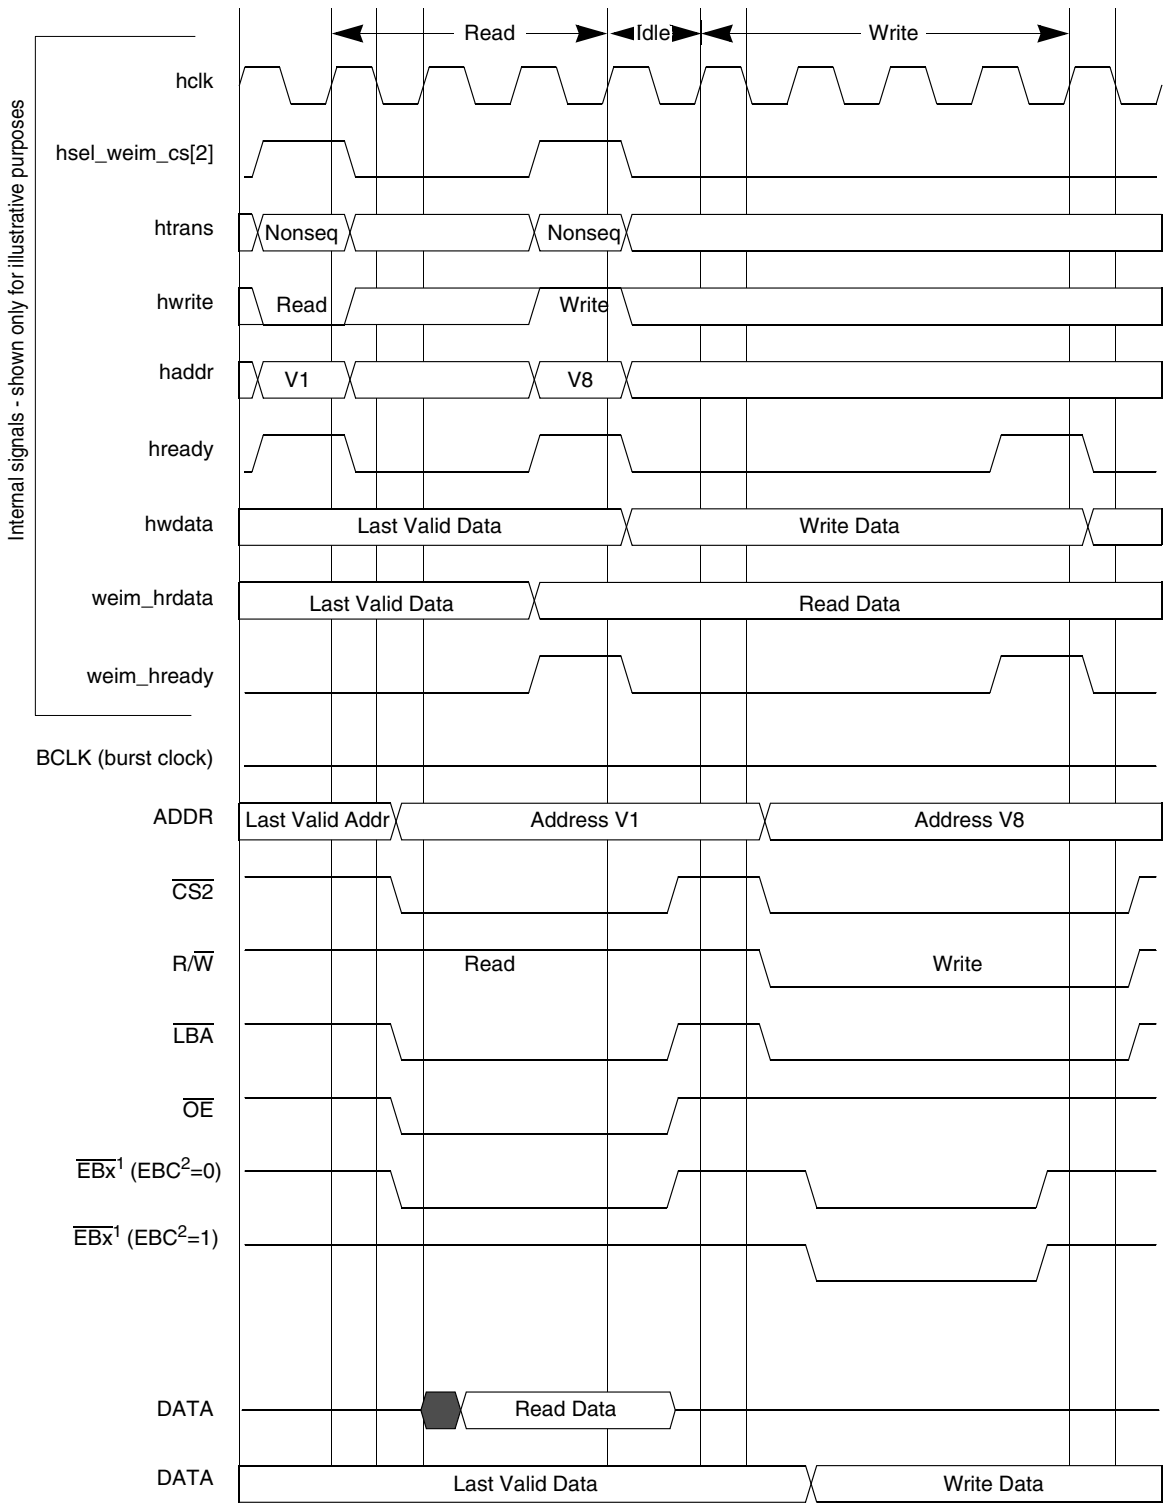 Read Idle Write
Internal signals - shown only for illustrative purposes
hclk
hsel_weim_cs[2]
htrans Nonseq Nonseq
hwrite Read Write
haddr V1 V8
hready
hwdata Last Valid Data Write Data
weim_hrdata Last Valid Data Read Data
weim_hready
BCLK (burst clock)
ADDR Last Valid Addr Address V1 Address V8
CS2
R/W Read Write
LBA
OE
EBx1 (EBC2=0)
EBx1 (EBC2=1)
DATA Read Data
DATA Last Valid Data Write Data